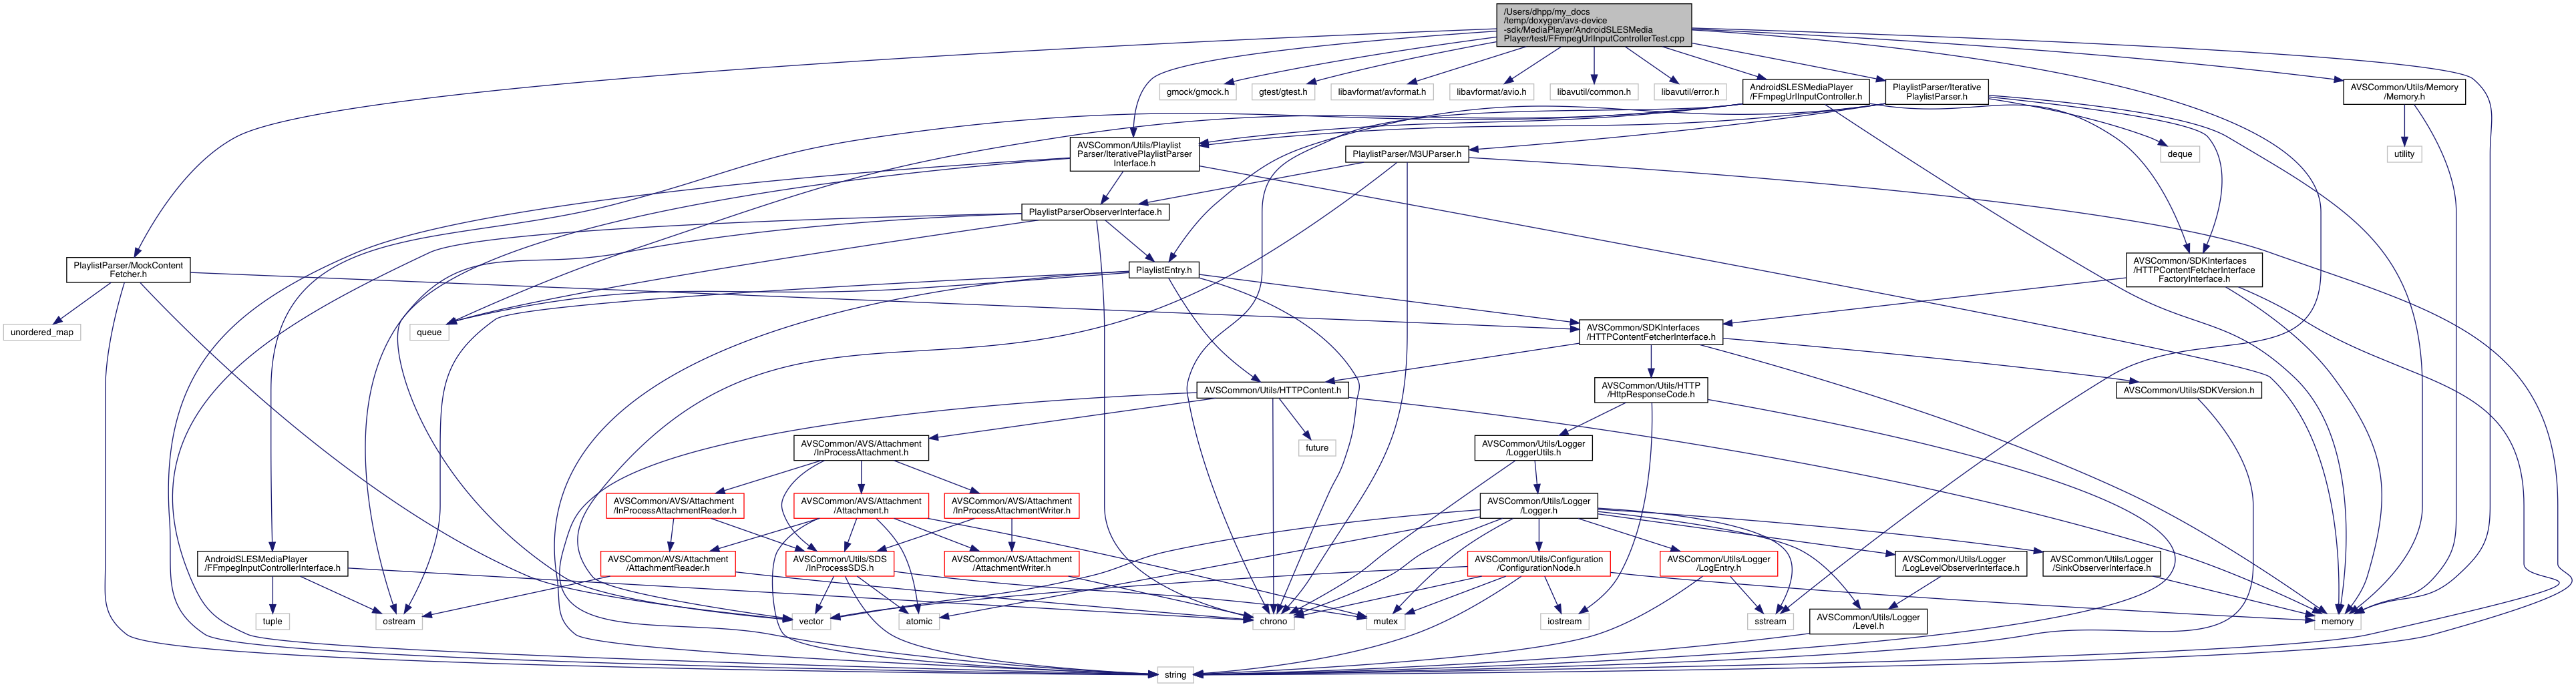 /Users/dhpp/my_docs
/temp/doxygen/avs-device
-sdk/MediaPlayer/AndroidSLESMedia
Player/test/FFmpegUrlInputControllerTest.cpp
gmock/gmock.h
gtest/gtest.h
libavformat/avformat.h
libavformat/avio.h
libavutil/common.h
libavutil/error.h
AndroidSLESMediaPlayer
/FFmpegUrlInputController.h
PlaylistParser/Iterative
PlaylistParser.h
AVSCommon/Utils/Memory
/Memory.h
AVSCommon/Utils/Playlist
Parser/IterativePlaylistParser
Interface.h
PlaylistParser/M3UParser.h
deque
utility
PlaylistParserObserverInterface.h
PlaylistParser/MockContent
Fetcher.h
PlaylistEntry.h
AVSCommon/SDKInterfaces
/HTTPContentFetcherInterface
FactoryInterface.h
unordered_map
queue
AVSCommon/SDKInterfaces
/HTTPContentFetcherInterface.h
AVSCommon/Utils/HTTPContent.h
AVSCommon/Utils/HTTP
/HttpResponseCode.h
AVSCommon/Utils/SDKVersion.h
AVSCommon/AVS/Attachment
/InProcessAttachment.h
future
AVSCommon/Utils/Logger
/LoggerUtils.h
AVSCommon/AVS/Attachment
/InProcessAttachmentReader.h
AVSCommon/AVS/Attachment
/Attachment.h
AVSCommon/AVS/Attachment
/InProcessAttachmentWriter.h
AVSCommon/Utils/Logger
/Logger.h
AndroidSLESMediaPlayer
/FFmpegInputControllerInterface.h
AVSCommon/AVS/Attachment
/AttachmentReader.h
AVSCommon/Utils/SDS
/InProcessSDS.h
AVSCommon/AVS/Attachment
/AttachmentWriter.h
AVSCommon/Utils/Configuration
/ConfigurationNode.h
AVSCommon/Utils/Logger
/LogEntry.h
AVSCommon/Utils/Logger
/LogLevelObserverInterface.h
AVSCommon/Utils/Logger
/SinkObserverInterface.h
tuple
ostream
vector
atomic
chrono
mutex
iostream
sstream
AVSCommon/Utils/Logger
/Level.h
memory
string